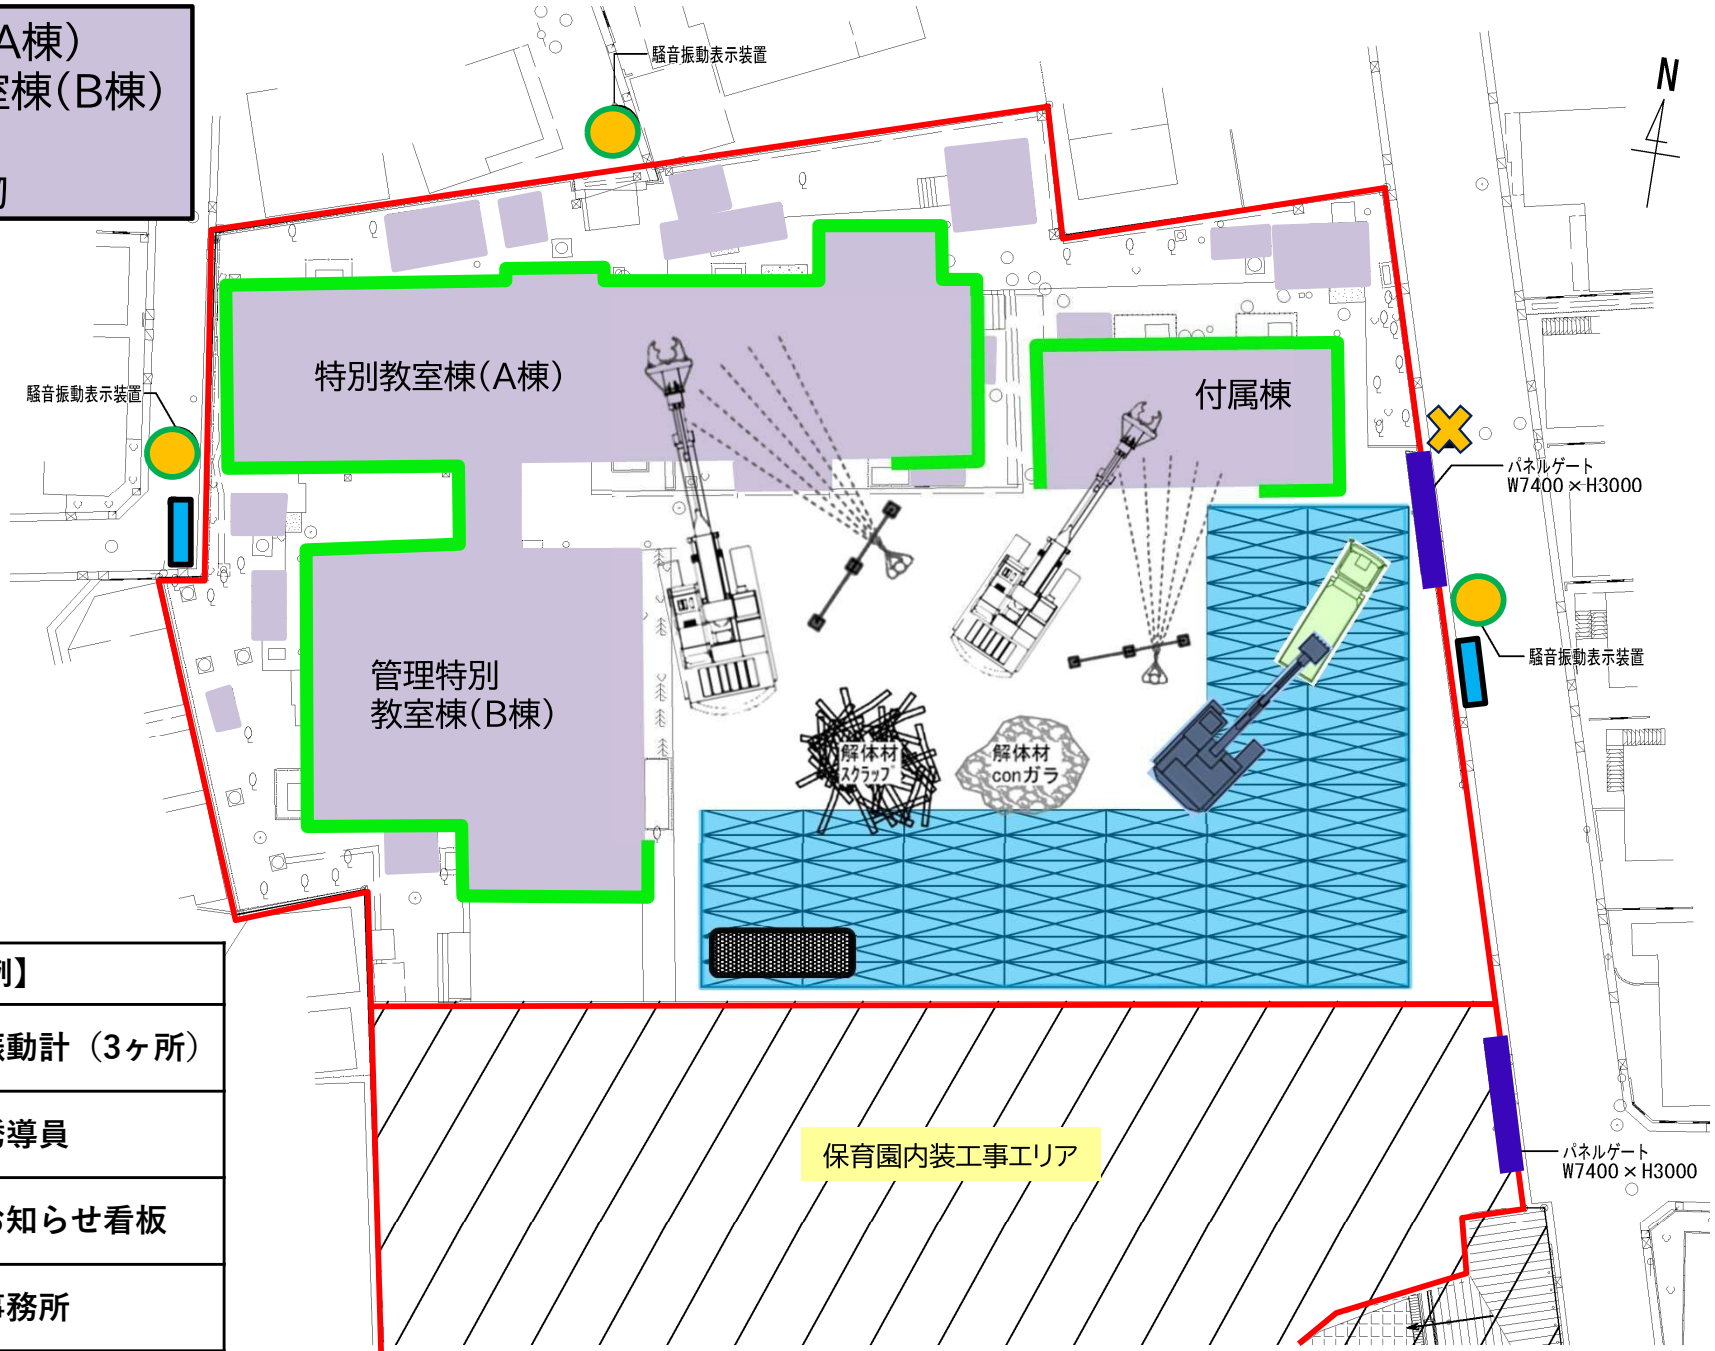 A棟)
室棟(B棟)
騒音振動表示装置
N
特別教室棟(A棟)
付属棟
騒音振動表示装置
パネルゲート
W7400×H3000
騒音振動表示装置
管理特別
教室棟(B棟)
解体材
スクラップ
解体材
conガラ
例】
振動計（3ヶ所）
誘導員
お知らせ看板
事務所
保育園内装工事エリア
パネルゲート
W7400×H3000